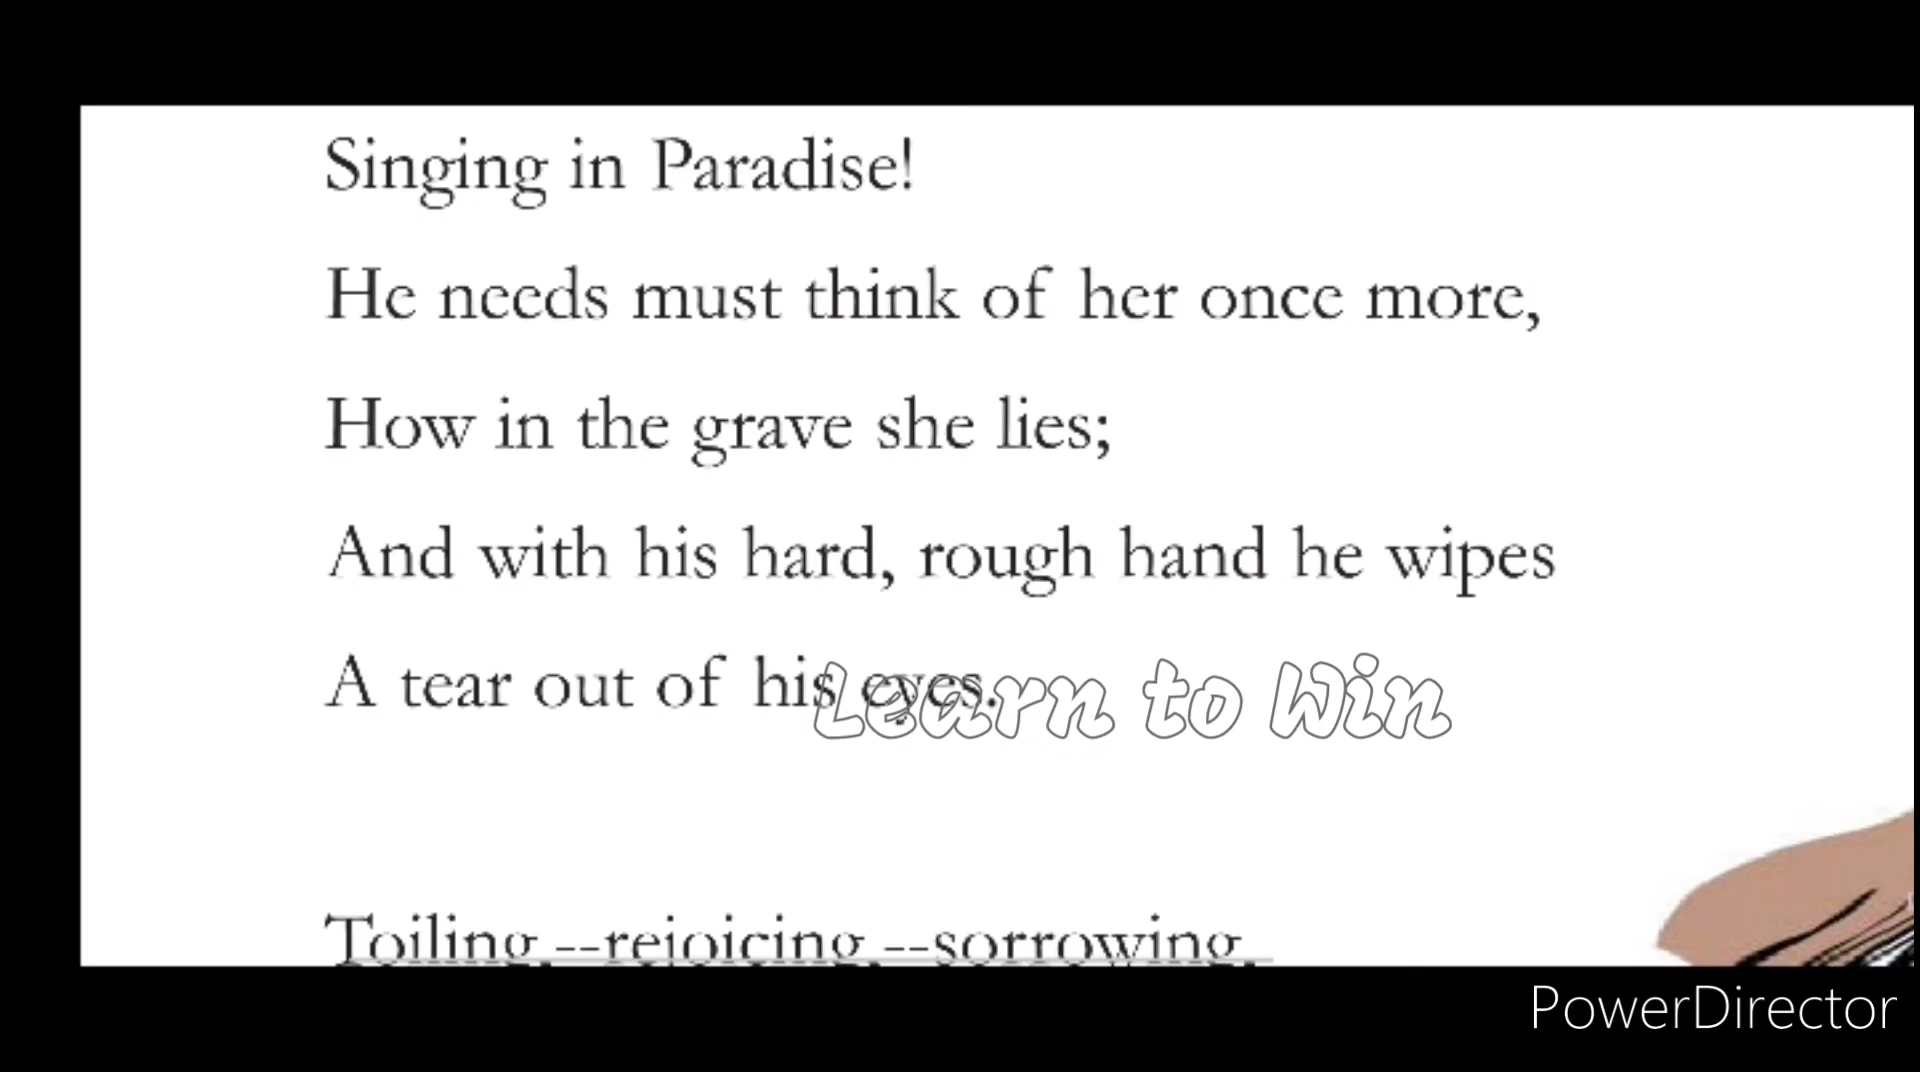 Singing in Paradise!
He needs must think of her once more,
How in the grave she lies;
And with his hard, rough hand he wipes
A tear out of his eyes.
Learn to Win
Toiling,--rejoicing,--sorrowing,
PowerDirector